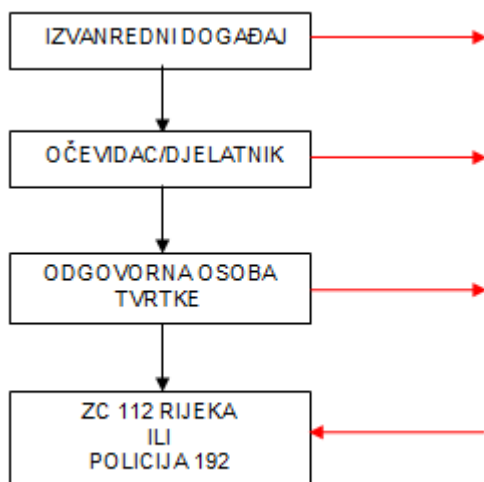 IZVANREDNI DOGAĐAJ
OČEVIDAC/DJELATNIK
ODGOVORNA OSOBA
TVRTKE
ZC 112 RIJEKA
ILI
POLICIJA 192